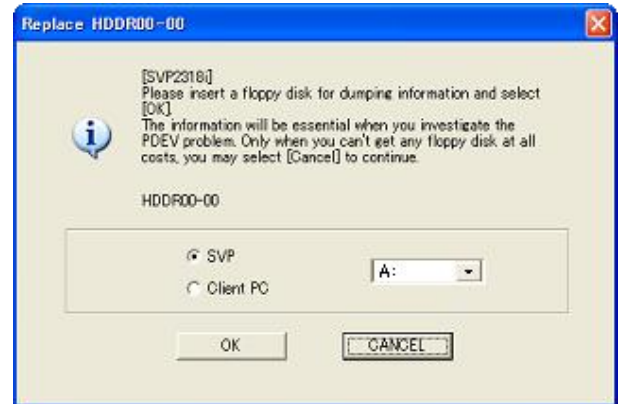 Replace HDDR00-00
[SVP2318i]
Please insert a floppy disk for dumping information and select
[OK].
The information will be essential when you investigate the
PDEV problem. Only when you can't get any floppy disk at all
costs, you may select [Cancel] to continue.
HDDR00-00
SVP
A:
Client PC
OK
CANCEL